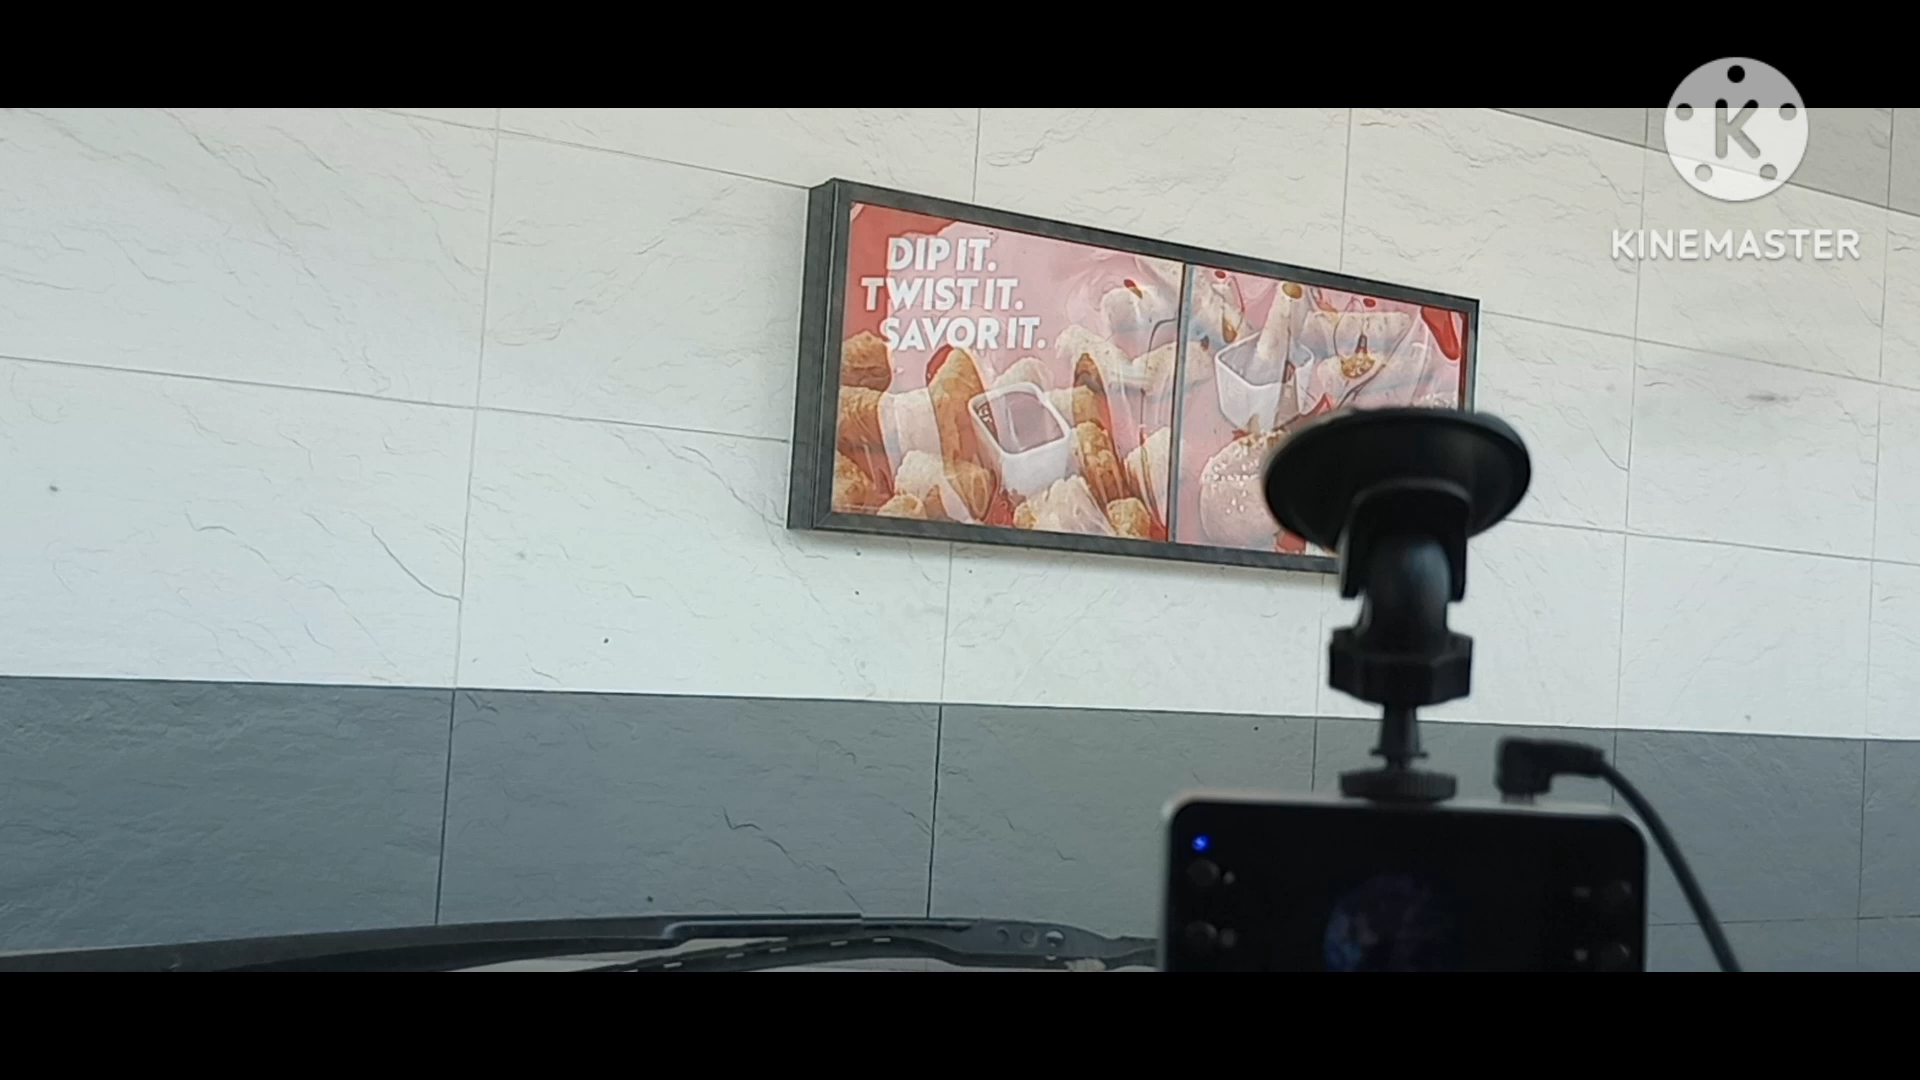 DIP IT.
TWIST IT.
SAVOR IT.
K
KINEMASTER